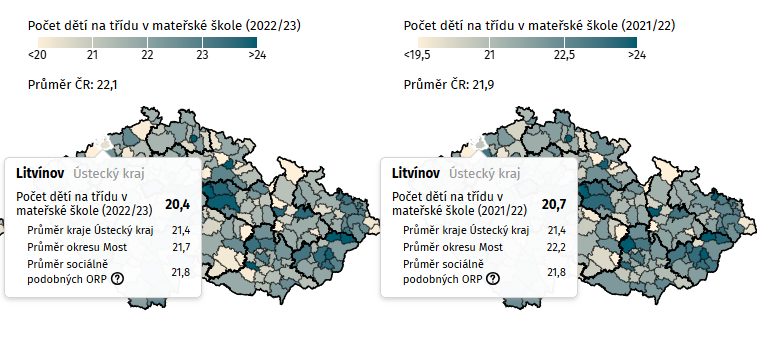 Počet dětí na třídu v mateřské škole (2022/23)
<20 21 22 23 >24
Průměr ČR: 22,1
Litvínov Ústecký kraj
Počet dětí na třídu v
mateřské škole (2022/23) 20,4
Průměr kraje Ústecký kraj 21,4
Průměr okresu Most 21,7
Průměr sociálně
podobných ORP ? 21,8
Počet dětí na třídu v mateřské škole (2021/22)
<19,5 21 22,5 >24
Průměr ČR: 21,9
Litvínov Ústecký kraj
Počet dětí na třídu v
mateřské škole (2021/22) 20,7
Průměr kraje Ústecký kraj 21,4
Průměr okresu Most 22,2
Průměr sociálně
podobných ORP ? 21,8